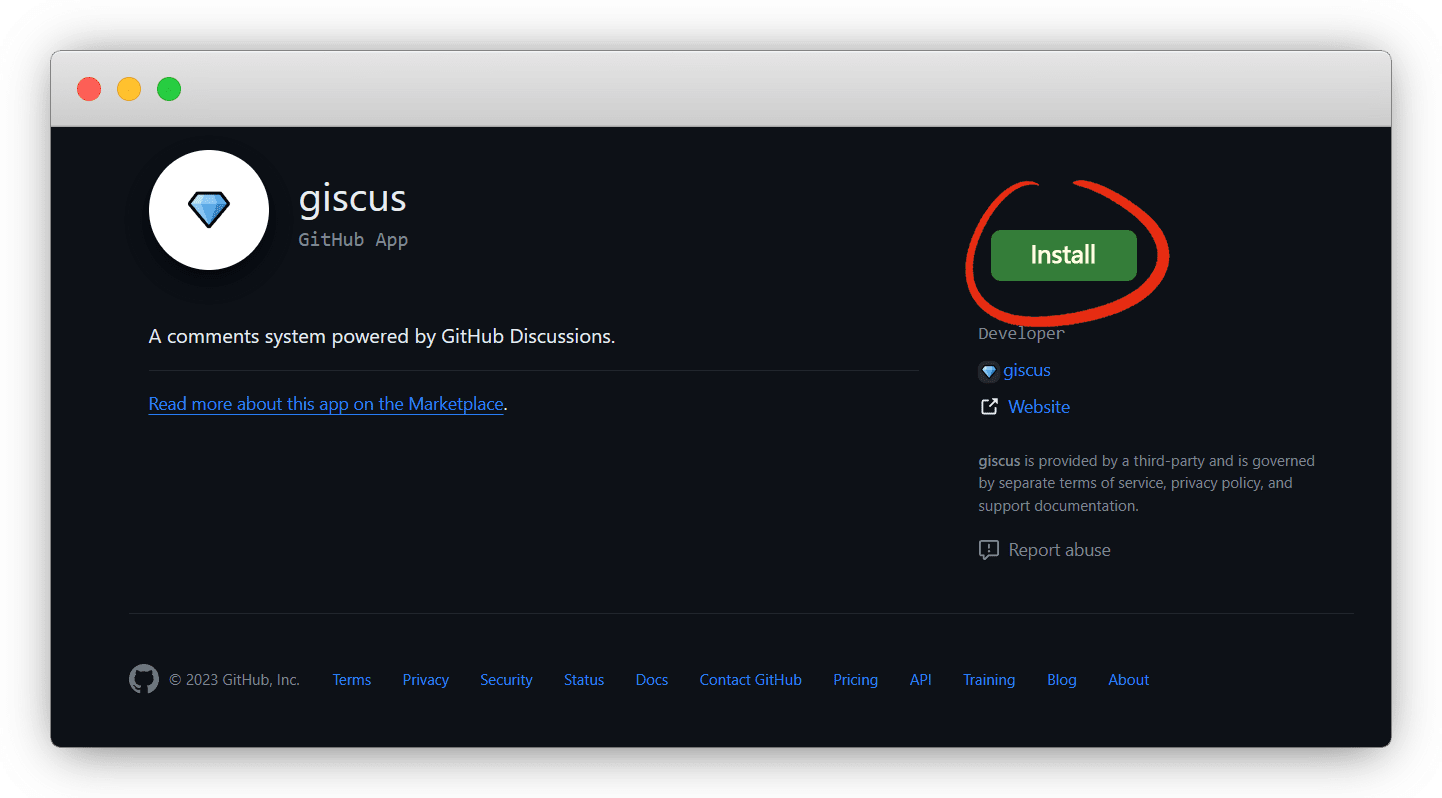 giscus
GitHub App
Install
A comments system powered by GitHub Discussions.
Read more about this app on the Marketplace.
Developer
giscus
Website
giscus is provided by a third-party and is governed
by separate terms of service, privacy policy, and
support documentation.
Report abuse
© 2023 GitHub, Inc. Terms Privacy Security Status Docs Contact GitHub Pricing API Training Blog About